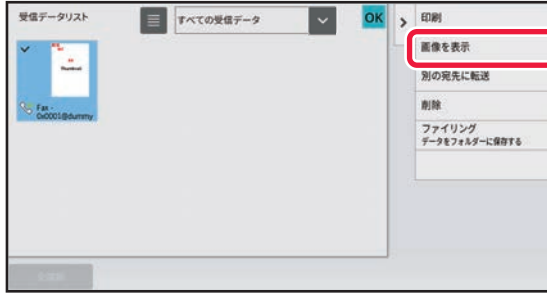 受信データリスト
すべての受信データ
OK
印刷
画像を表示
別の宛先に転送
削除
ファイリング
データをフォルダーに保存する
Thumbnail
Fax -
0x0001@dummy